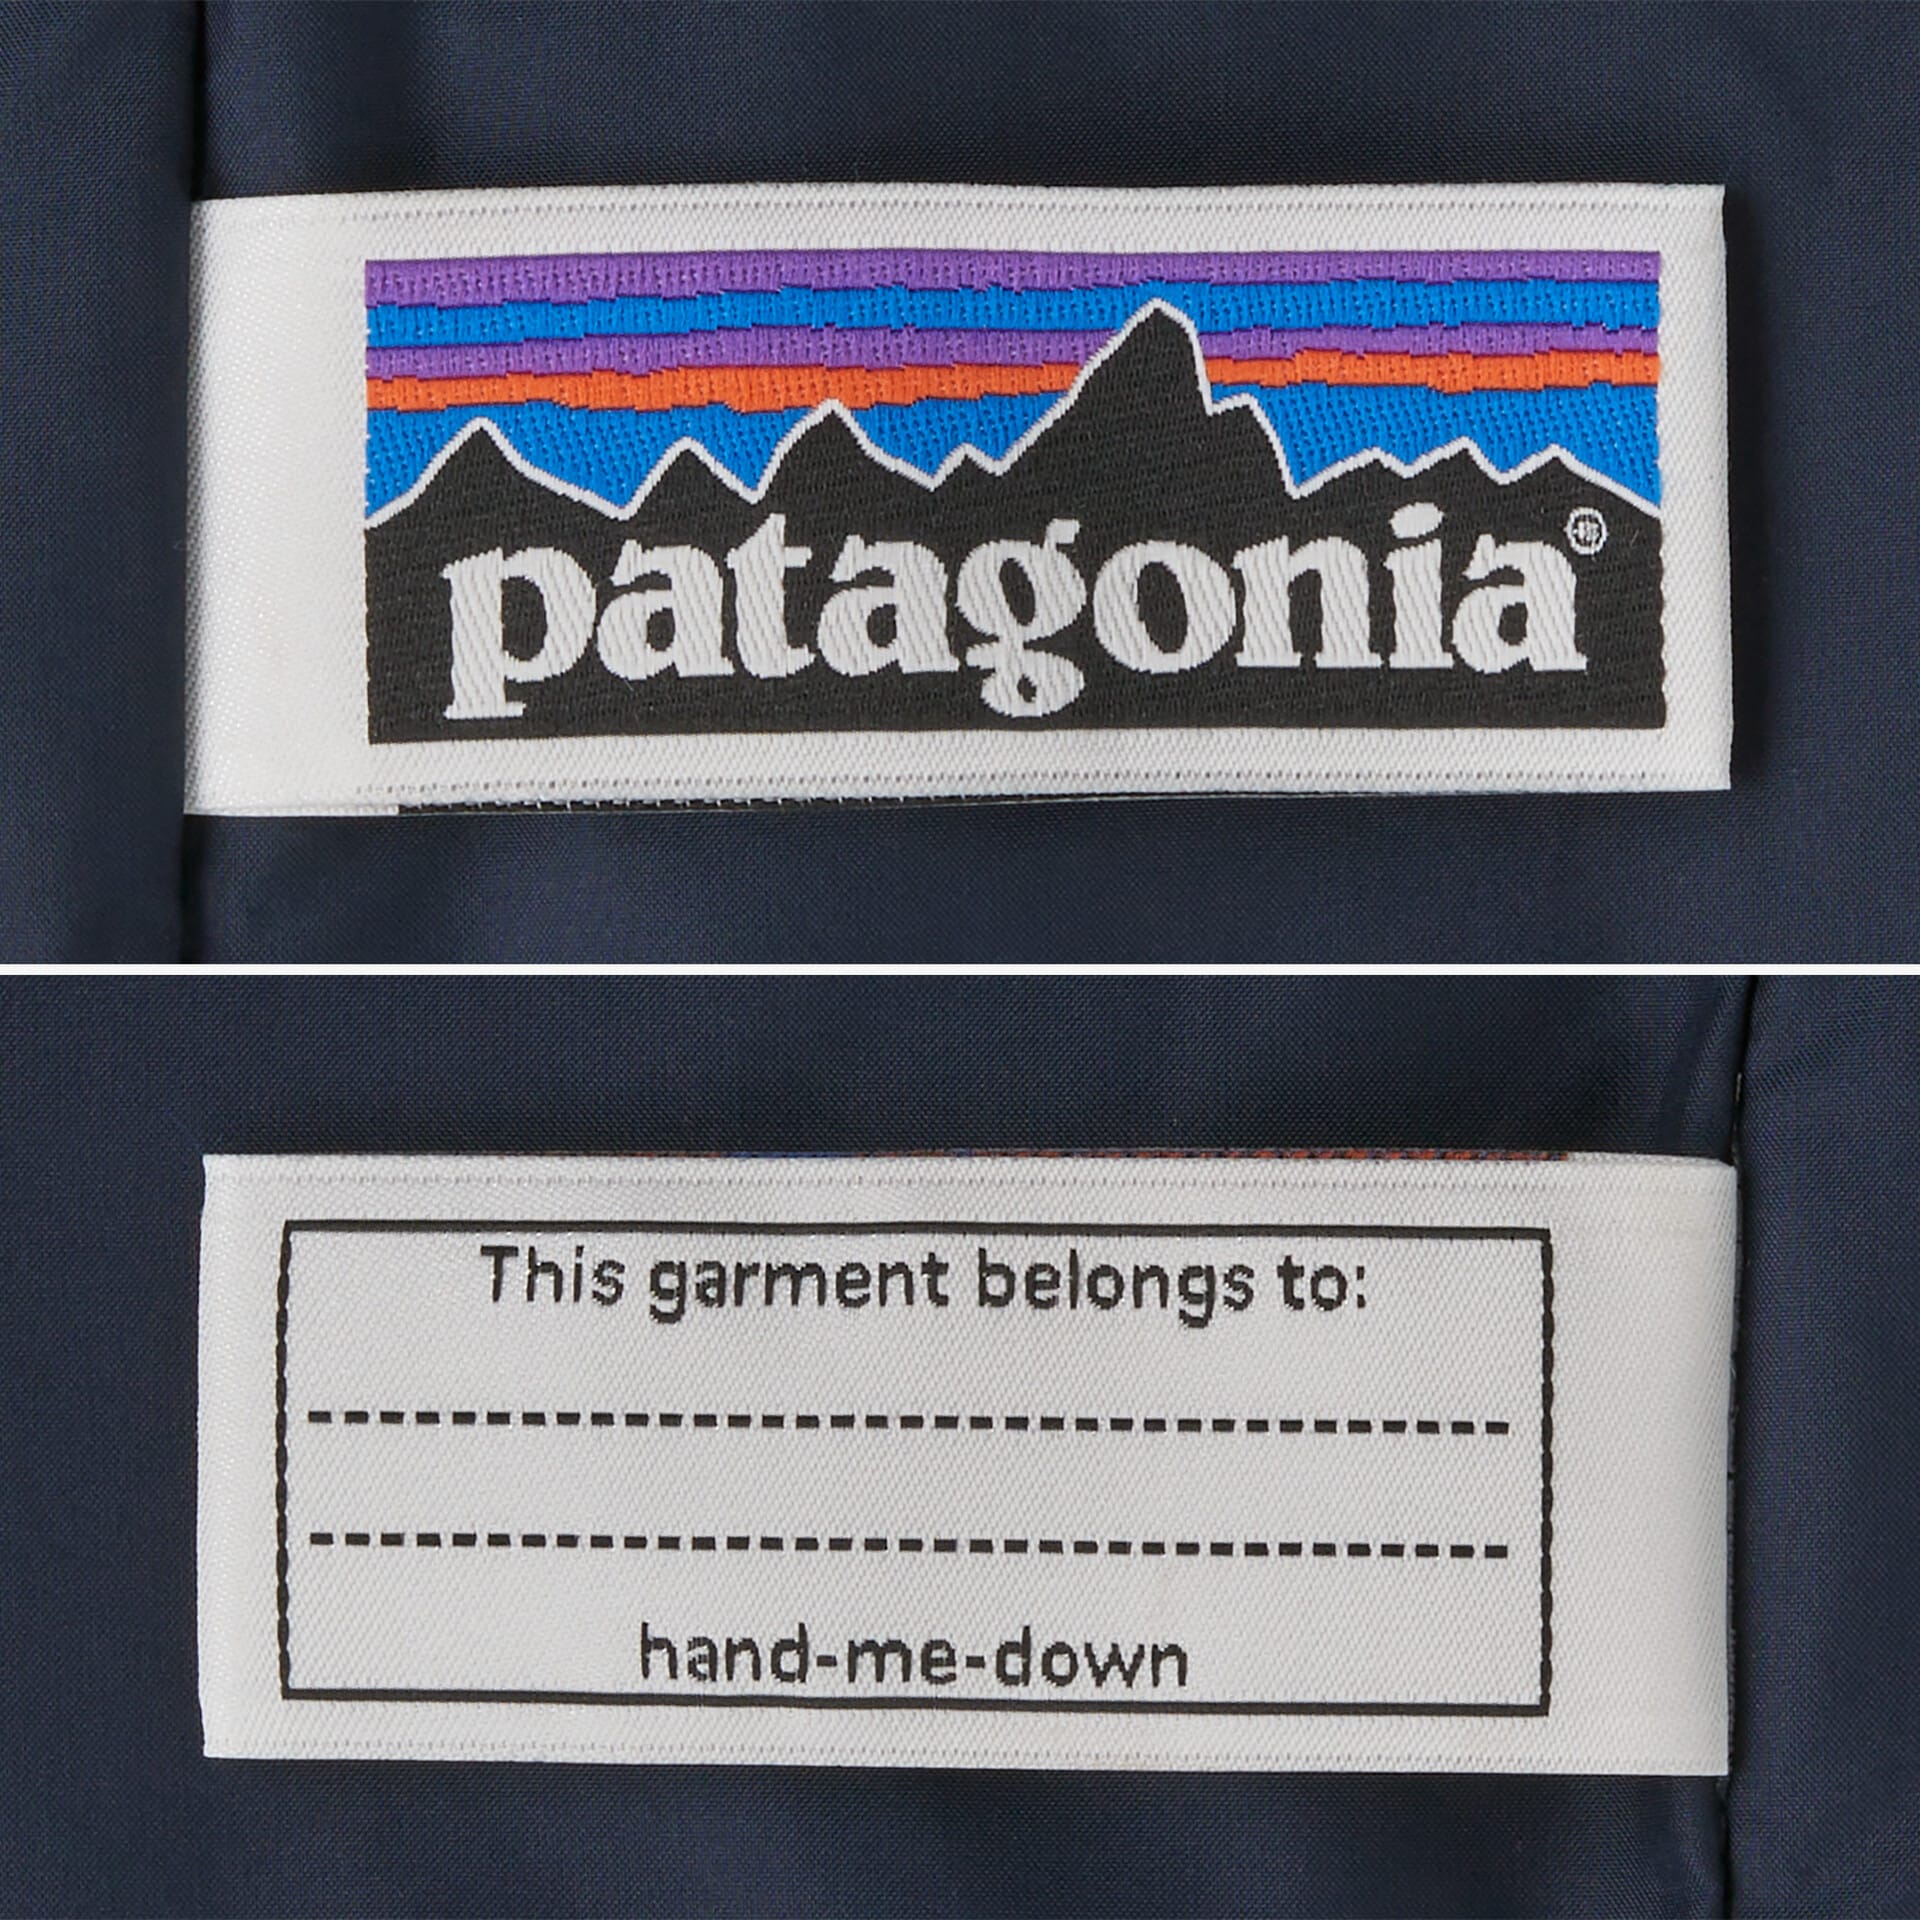 patagonia®
This garment belongs to:
hand-me-down